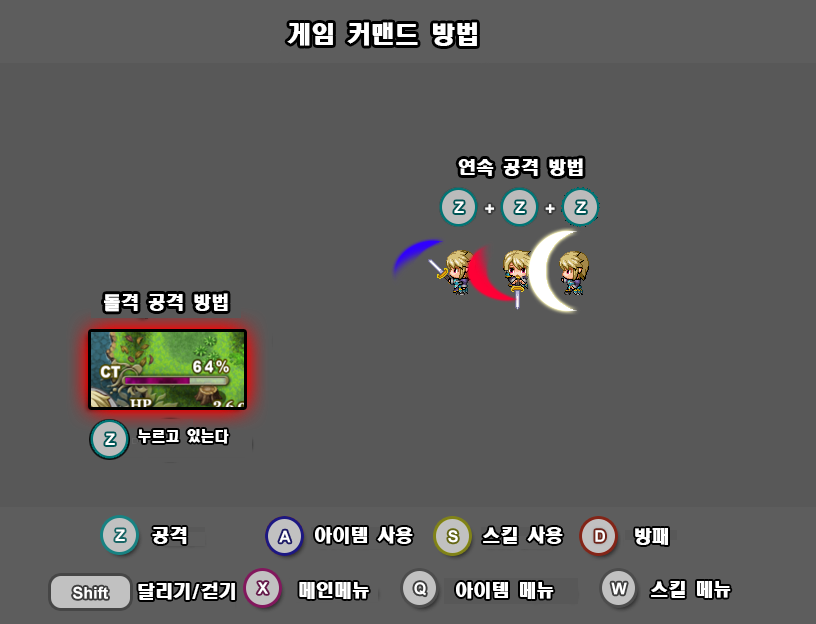 게임 커맨드 방법
연속 공격 방법
Z + Z + Z
돌격 공격 방법
64%
CT
HP
Z 누르고 있는다
Z 공격 A 아이템 사용 S 스킬 사용 D 방패
Shift 달리기/걷기 X 메인메뉴 Q 아이템 메뉴 W 스킬 메뉴